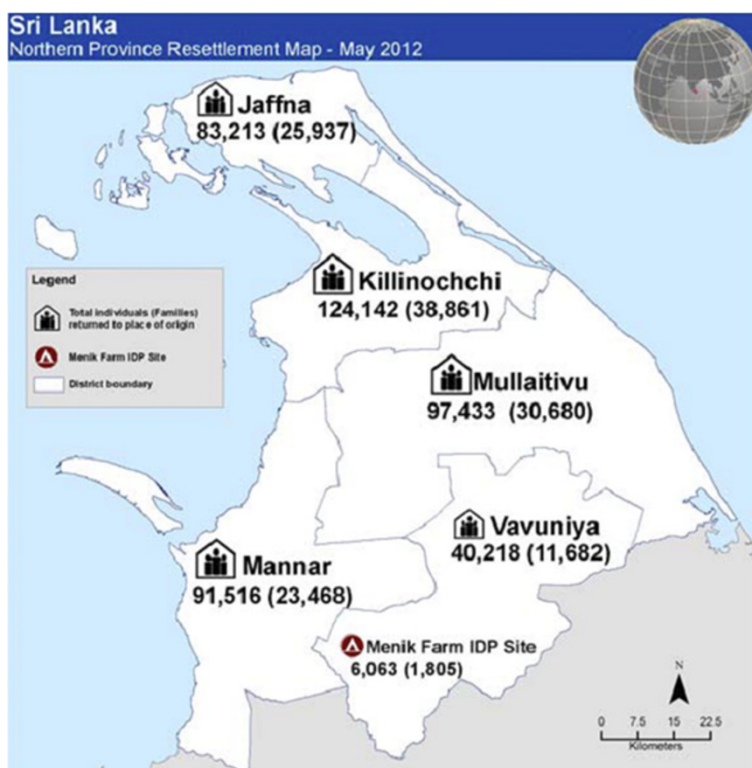 Sri Lanka
Northern Province Resettlement Map - May 2012
Jaffna
83,213 (25,937)
Killinochchi
124,142 (38,861)
Legend
Total individuals (Families)
returned to place of origin
Menik Farm IDP Site
District boundary
Mullaitivu
97,433 (30,680)
Vavuniya
40,218 (11,682)
Mannar
91,516 (23,468)
Menik Farm IDP Site
6,063 (1,805)
N
0 7.5 15 22.5
Kilometers